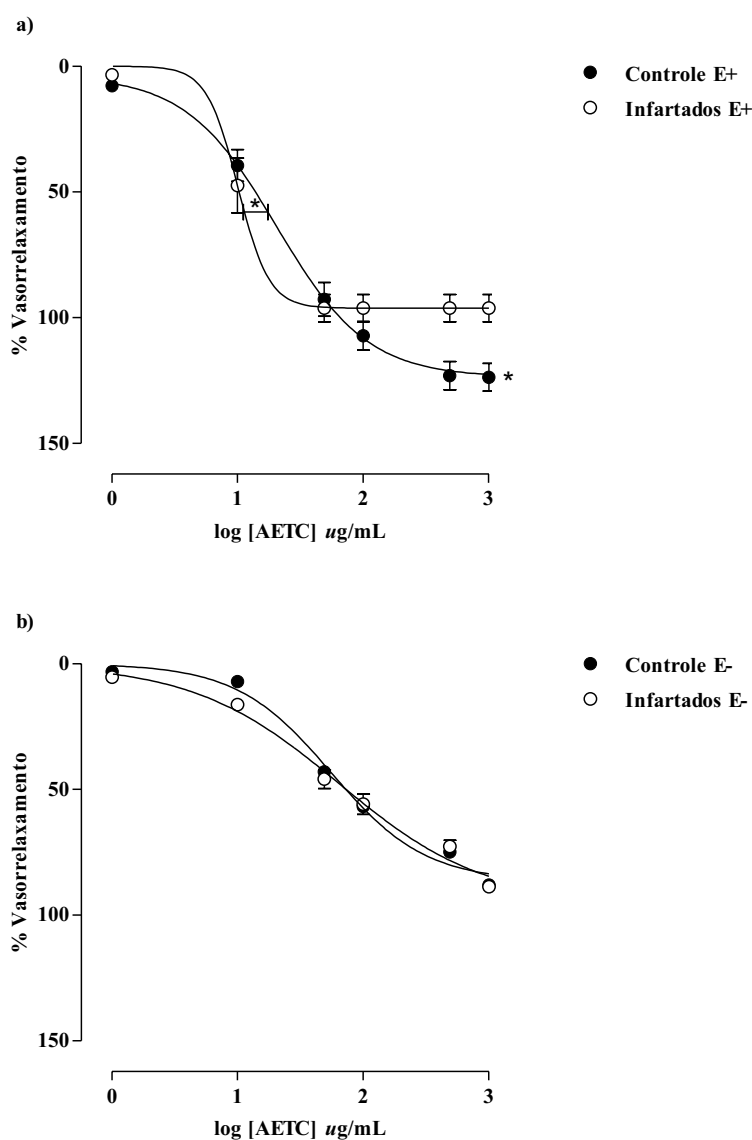 a)
0
50
100
150
% Vasorrelaxamento
*
*
0 1 2 3
log [AETC] ug/mL
Controle E+
Infartados E+
b)
0
50
100
150
% Vasorrelaxamento
0 1 2 3
log [AETC] ug/mL
Controle E-
Infartados E-